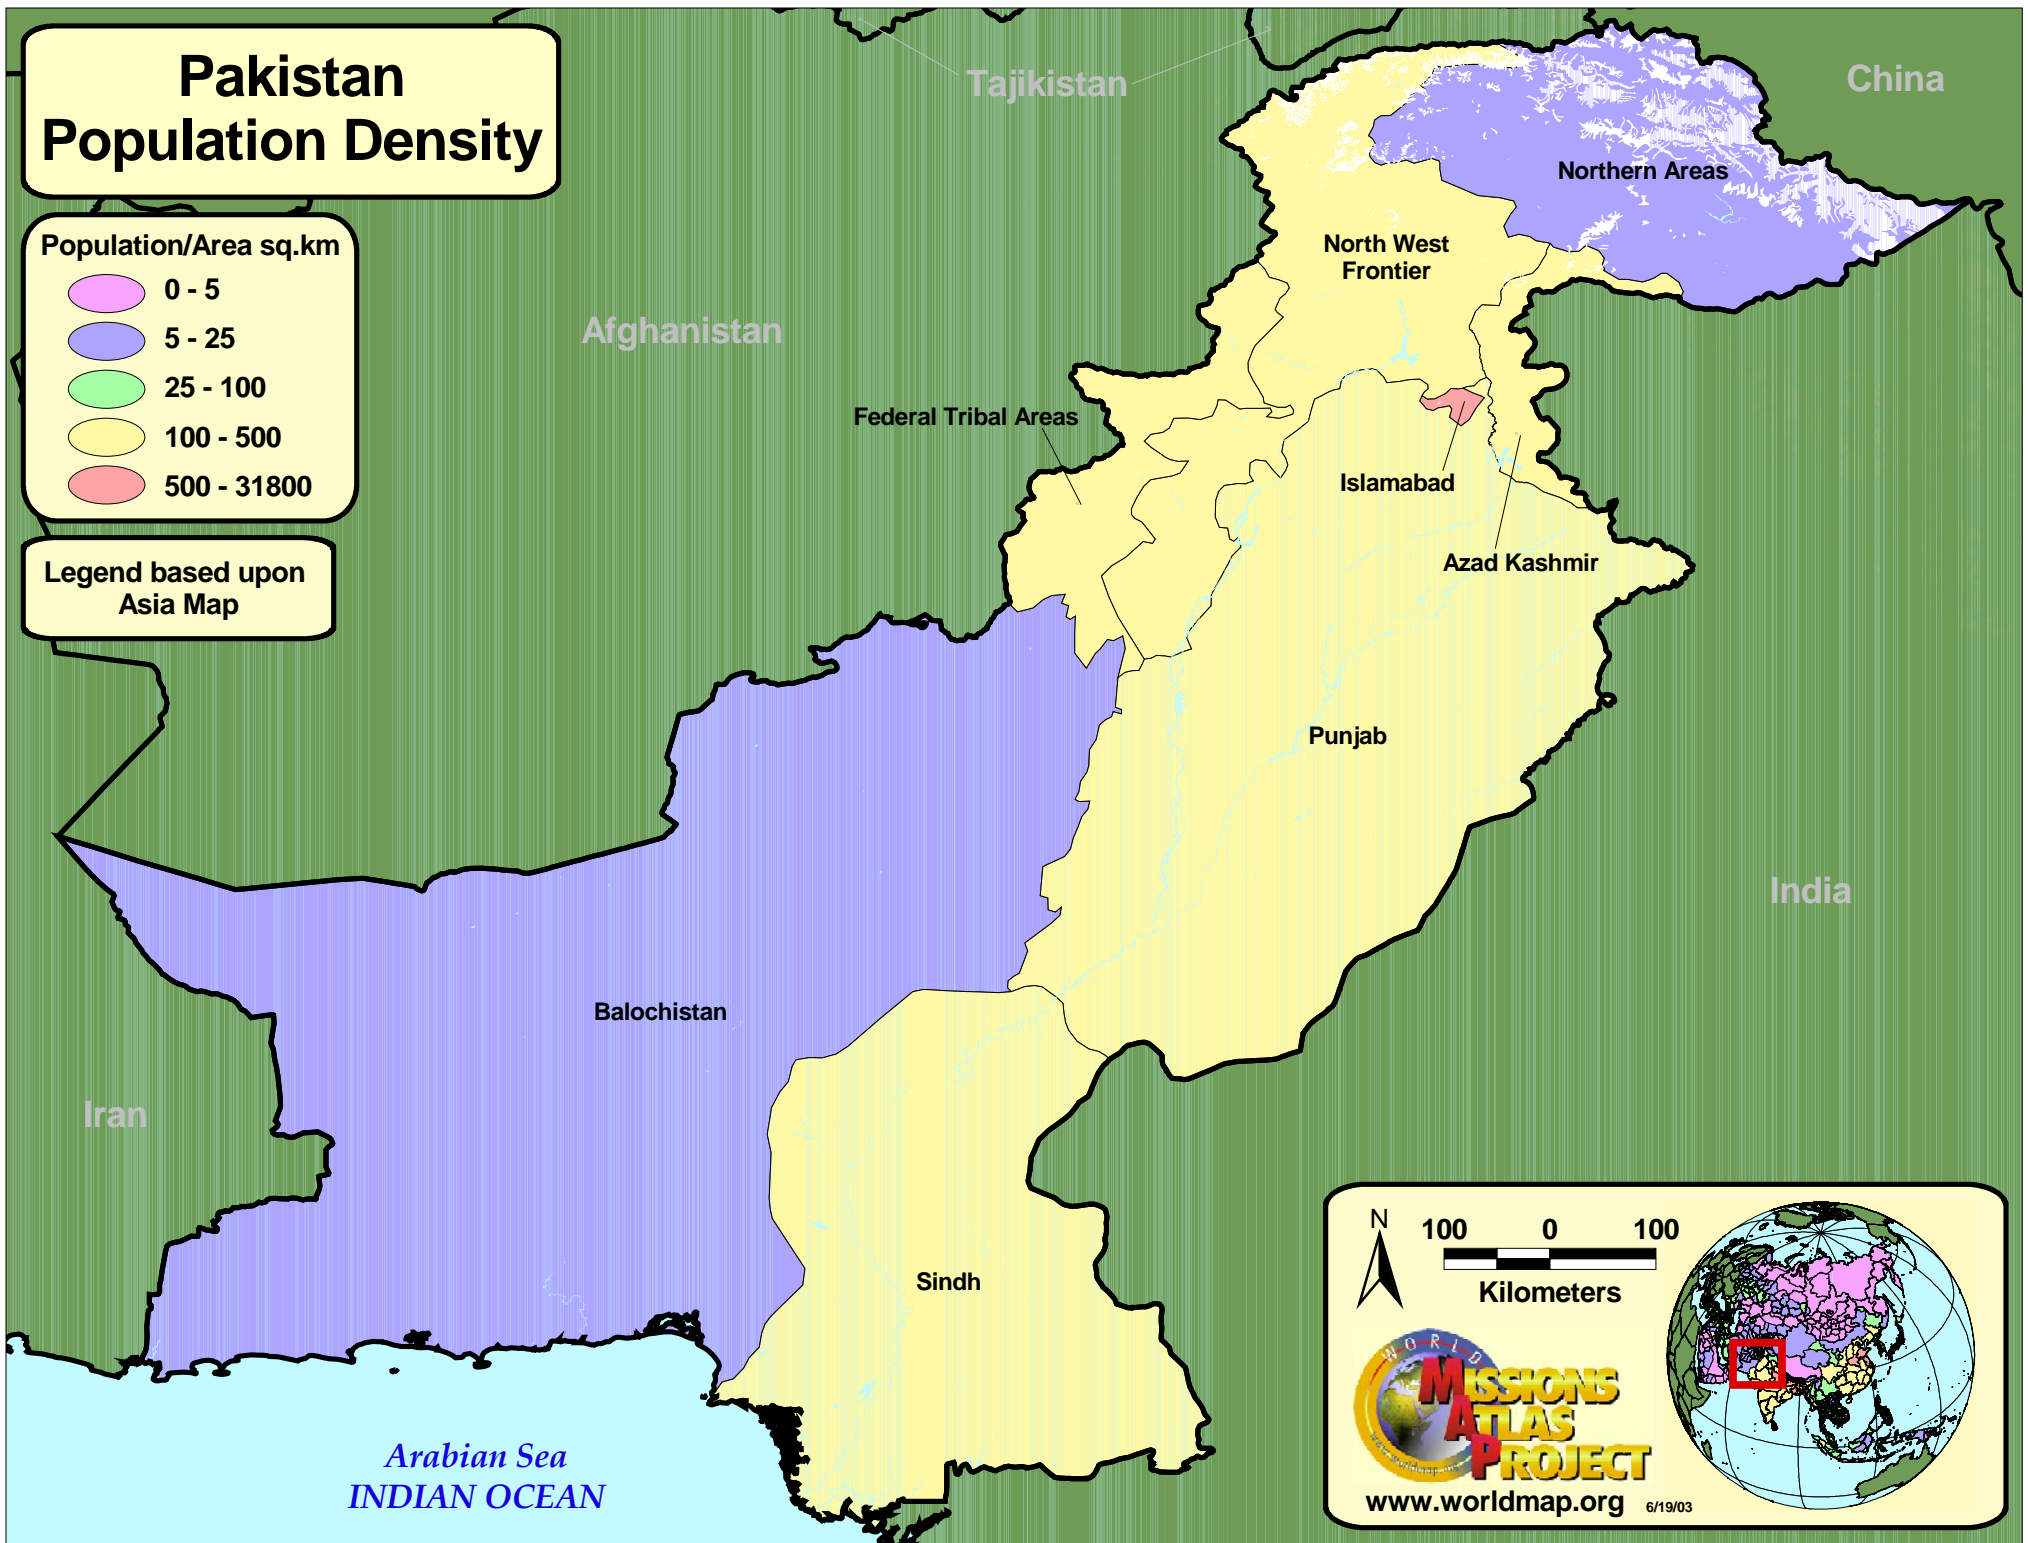 Pakistan
Population Density
Population/Area sq.km
0 - 5
5 - 25
25 - 100
100 - 500
500 - 31800
Legend based upon
Asia Map
Tajikistan
China
Northern Areas
North West
Frontier
Afghanistan
Federal Tribal Areas
Islamabad
Azad Kashmir
Punjab
India
Balochistan
Iran
Sindh
Arabian Sea
INDIAN OCEAN
N
100 0 100
Kilometers
WORLD
MISSIONS
ATLAS
PROJECT
www.worldmap.org
6/19/03